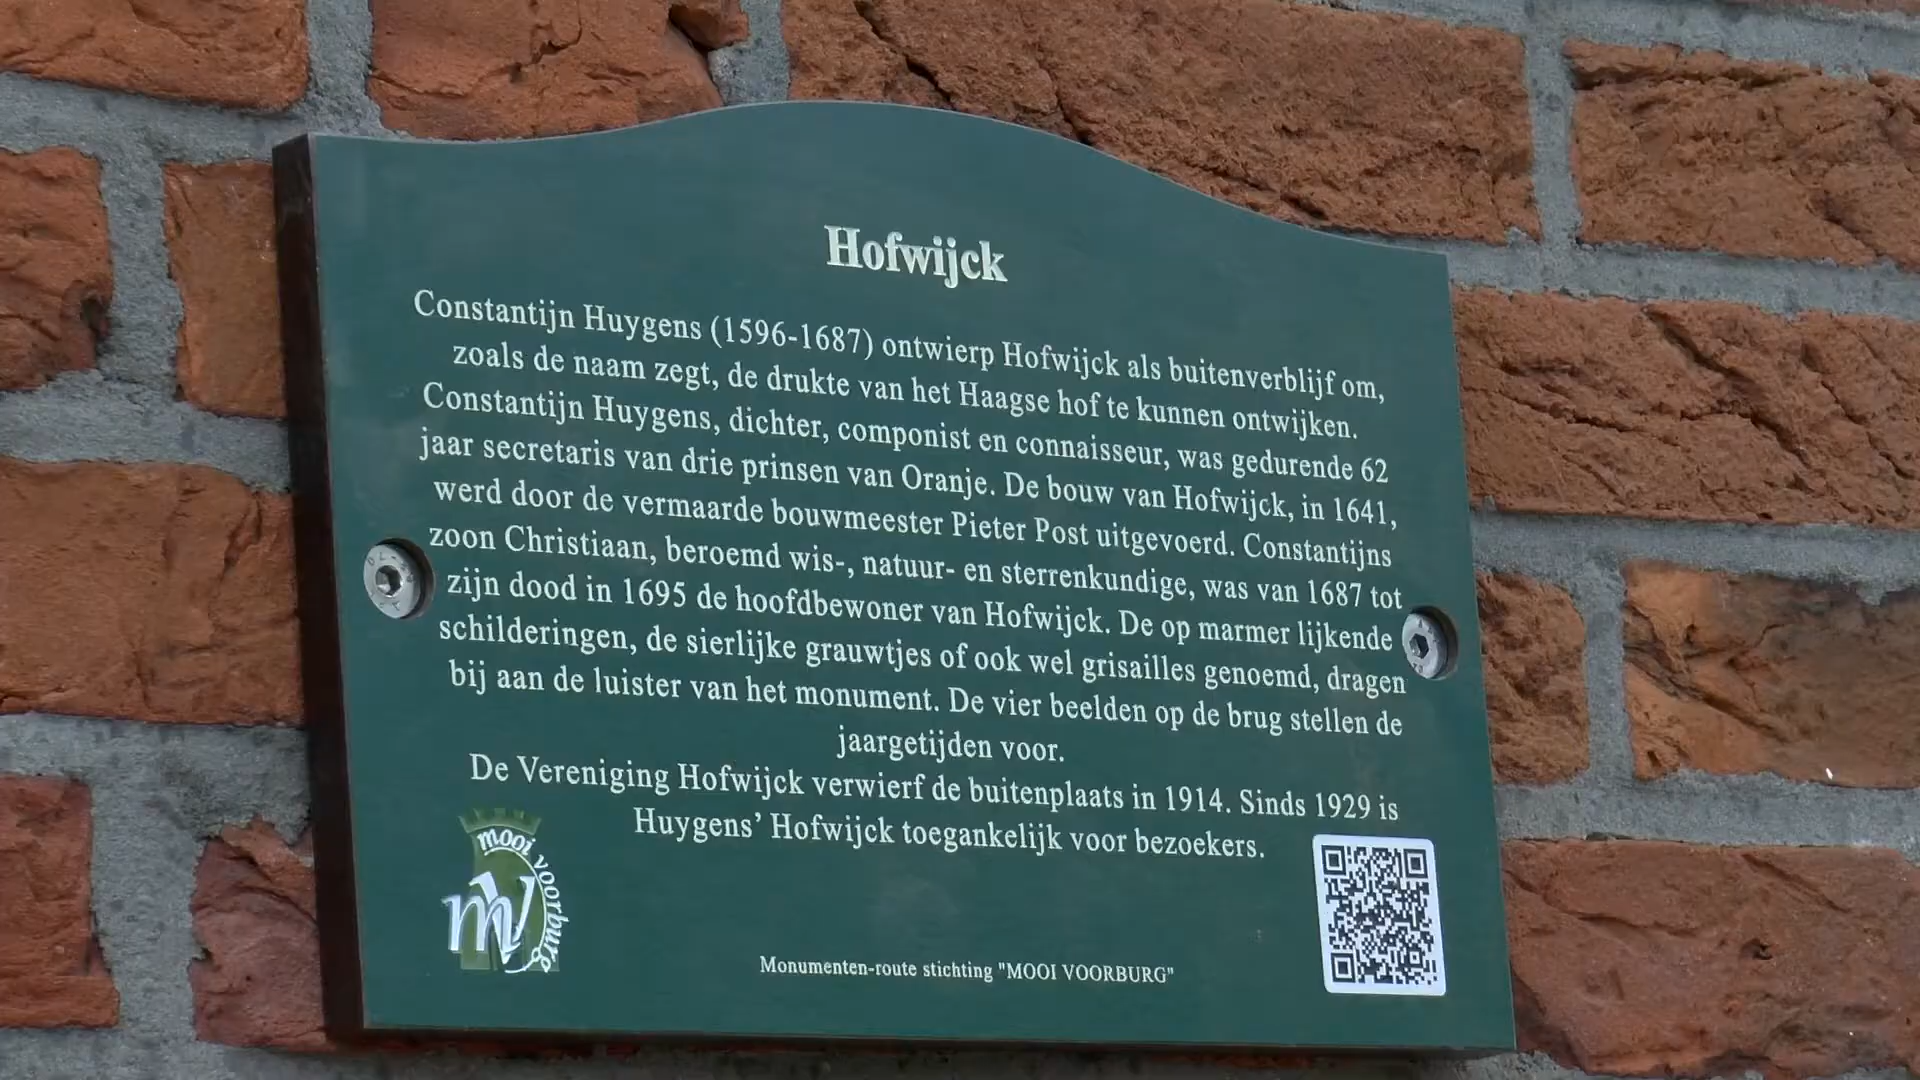 Hofwijck
Constantijn Huygens (1596-1687) ontwierp Hofwijck als buitenverblijf om,
zoals de naam zegt, de drukte van het Haagse hof te kunnen ontwijken.
Constantijn Huygens, dichter, componist en connaisseur, was gedurende 62
jaar secretaris van drie prinsen van Oranje. De bouw van Hofwijck, in 1641,
werd door de vermaarde bouwmeester Pieter Post uitgevoerd. Constantijns
zoon Christiaan, beroemd wis-, natuur- en sterrenkundige, was van 1687 tot
zijn dood in 1695 de hoofdbewoner van Hofwijck. De op marmer lijkende
schilderingen, de sierlijke grauwtjes of ook wel grisailles genoemd, dragen
bij aan de luister van het monument. De vier beelden op de brug stellen de
jaargetijden voor.
De Vereniging Hofwijck verwierf de buitenplaats in 1914. Sinds 1929 is
Huygens’ Hofwijck toegankelijk voor bezoekers.
mooi voorburg
mV
Monumenten-route stichting "MOOI VOORBURG"